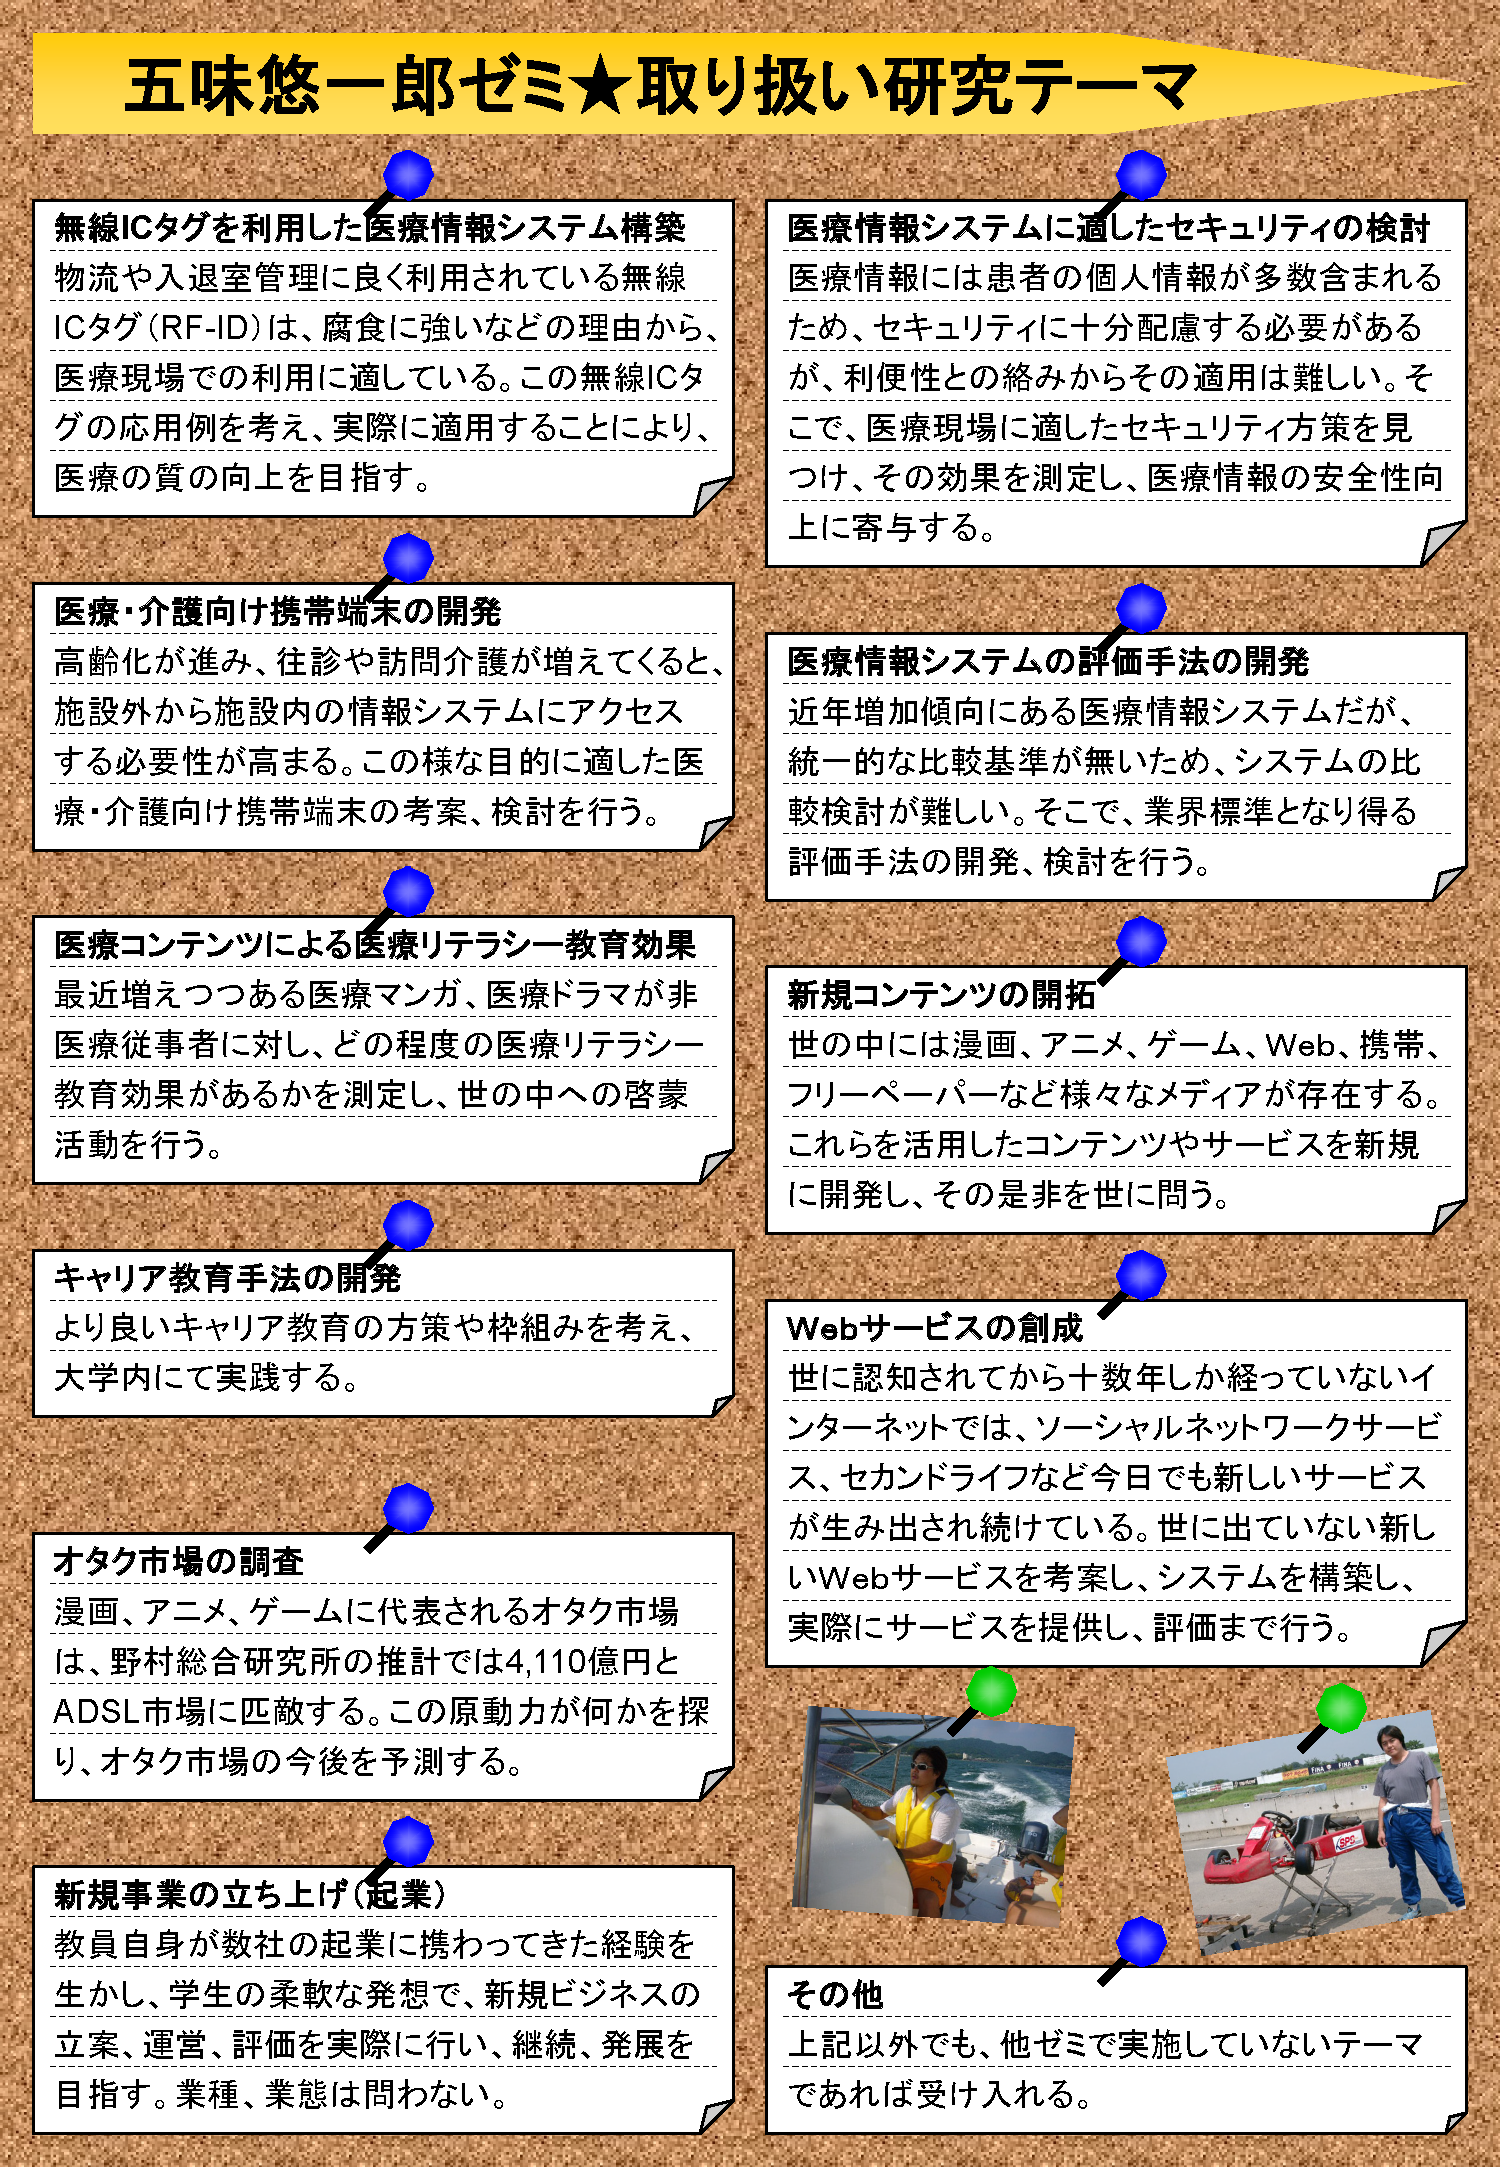 五味悠一郎ゼミ★取り扱い研究テーマ
無線ICタグを利用した医療情報システム構築
物流や入退室管理に良く利用されている無線
ICタグ（RF-ID）は、腐食に強いなどの理由から、
医療現場での利用に適している。この無線ICタ
グの応用例を考え、実際に適用することにより、
医療の質の向上を目指す。
医療・介護向け携帯端末の開発
高齢化が進み、往診や訪問介護が増えてくると、
施設外から施設内の情報システムにアクセス
する必要性が高まる。この様な目的に適した医
療・介護向け携帯端末の考案、検討を行う。
医療コンテンツによる医療リテラシー教育効果
最近増えつつある医療マンガ、医療ドラマが非
医療従事者に対し、どの程度の医療リテラシー
教育効果があるかを測定し、世の中への啓蒙
活動を行う。
キャリア教育手法の開発
より良いキャリア教育の方策や枠組みを考え、
大学内にて実践する。
オタク市場の調査
漫画、アニメ、ゲームに代表されるオタク市場
は、野村総合研究所の推計では4,110億円と
ADSL市場に匹敵する。この原動力が何かを探
り、オタク市場の今後を予測する。
新規事業の立ち上げ（起業）
教員自身が数社の起業に携わってきた経験を
生かし、学生の柔軟な発想で、新規ビジネスの
立案、運営、評価を実際に行い、継続、発展を
目指す。業種、業態は問わない。
医療情報システムに適したセキュリティの検討
医療情報には患者の個人情報が多数含まれる
ため、セキュリティに十分配慮する必要がある
が、利便性との絡みからその適用は難しい。そ
こで、医療現場に適したセキュリティ方策を見
つけ、その効果を測定し、医療情報の安全性向
上に寄与する。
医療情報システムの評価手法の開発
近年増加傾向にある医療情報システムだが、
統一的な比較基準が無いため、システムの比
較検討が難しい。そこで、業界標準となり得る
評価手法の開発、検討を行う。
新規コンテンツの開拓
世の中には漫画、アニメ、ゲーム、Web、携帯、
フリーペーパーなど様々なメディアが存在する。
これらを活用したコンテンツやサービスを新規
に開発し、その是非を世に問う。
Webサービスの創成
世に認知されてから十数年しか経っていないイ
ンターネットでは、ソーシャルネットワークサービ
ス、セカンドライフなど今日でも新しいサービス
が生み出され続けている。世に出ていない新し
いWebサービスを考案し、システムを構築し、
実際にサービスを提供し、評価まで行う。
FINA FINA
SPS
その他
上記以外でも、他ゼミで実施していないテーマ
であれば受け入れる。